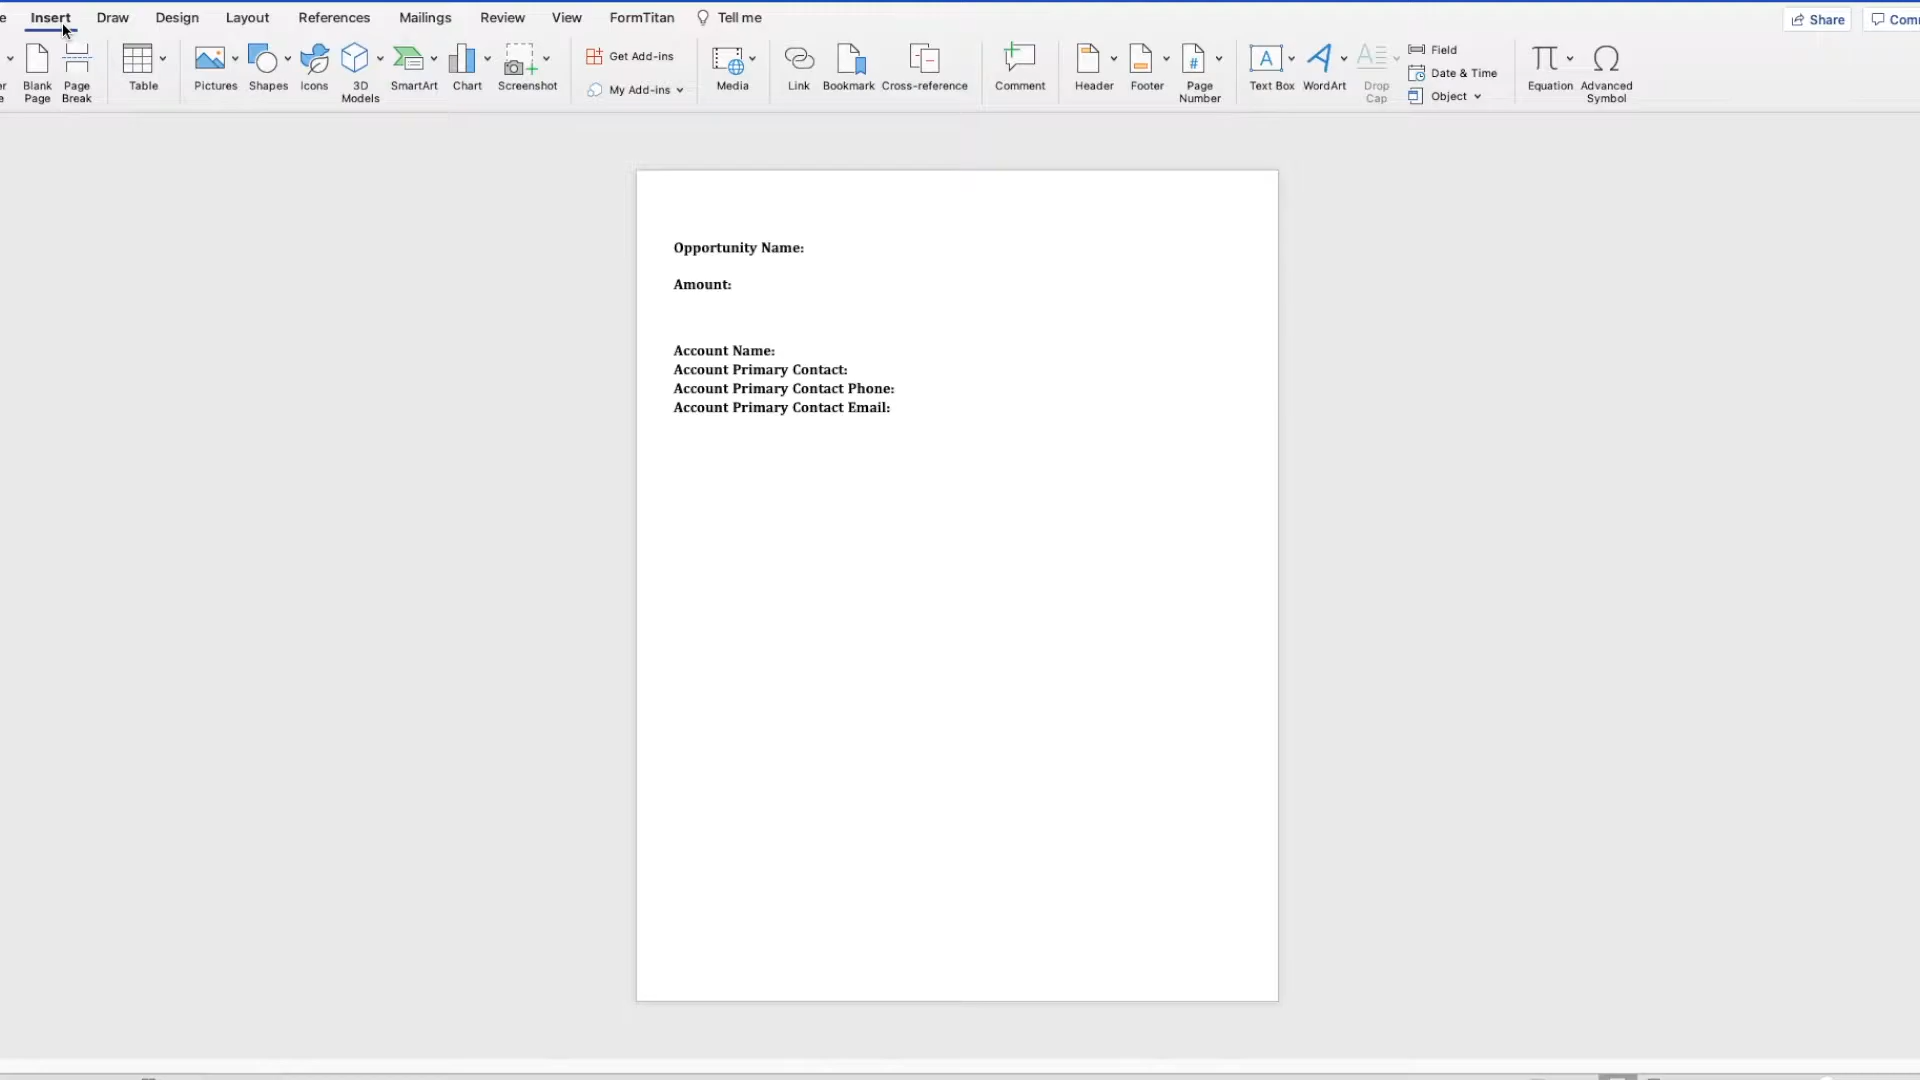 Insert Draw Design Layout References Mailings Review View FormTitan Tell me Share
Blank Page
Page Break
Table
Pictures
Shapes
Icons
3D Models
SmartArt
Chart
Screenshot
Get Add-ins
My Add-ins
Media
Link
Bookmark
Cross-reference
Comment
Header
Footer
Page Number
Text Box
WordArt
Drop Cap
Field
Date & Time
Object
Equation
Advanced Symbol
Opportunity Name:
Amount:
Account Name:
Account Primary Contact:
Account Primary Contact Phone:
Account Primary Contact Email: